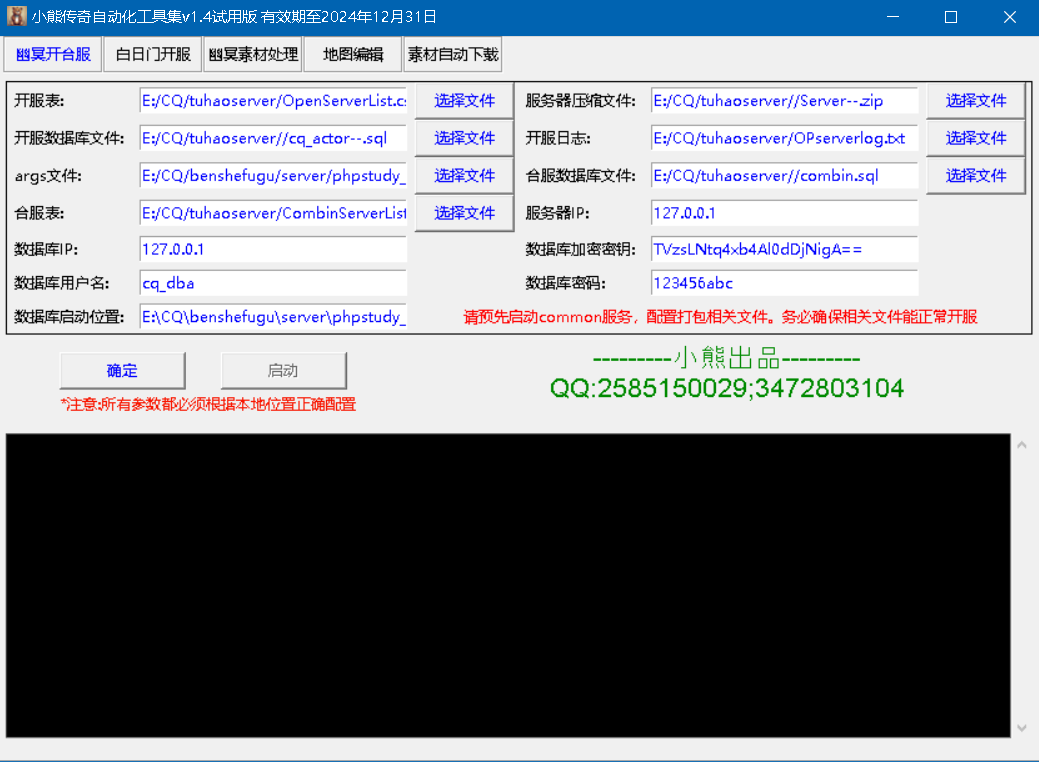 小熊传奇自动化工具集v1.4试用版 有效期至2024年12月31日
幽冥开合服 白日门开服 幽冥素材处理 地图编辑 素材自动下载
开服表: E:/CQ/tuhaoserver/OpenServerList.cs 选择文件 服务器压缩文件: E:/CQ/tuhaoserver//Server--.zip 选择文件
开服数据库文件: E:/CQ/tuhaoserver//cq_actor--.sql 选择文件 开服日志: E:/CQ/tuhaoserver/OPserverlog.txt 选择文件
args文件: E:/CQ/benshefugu/server/phpstudy_ 选择文件 合服数据库文件: E:/CQ/tuhaoserver//combin.sql 选择文件
合服表: E:/CQ/tuhaoserver/CombinServerList 选择文件 服务器IP: 127.0.0.1
数据库IP: 127.0.0.1 数据库加密密钥: TVzsLNtq4xb4Al0dDjNigA==
数据库用户名: cq_dba 数据库密码: 123456abc
数据库启动位置: E:\CQ\benshefugu\server\phpstudy_ 请预先启动common服务，配置打包相关文件。务必确保相关文件能正常开服
确定 启动 ---------小熊出品---------
QQ:2585150029;3472803104
*注意:所有参数都必须根据本地位置正确配置